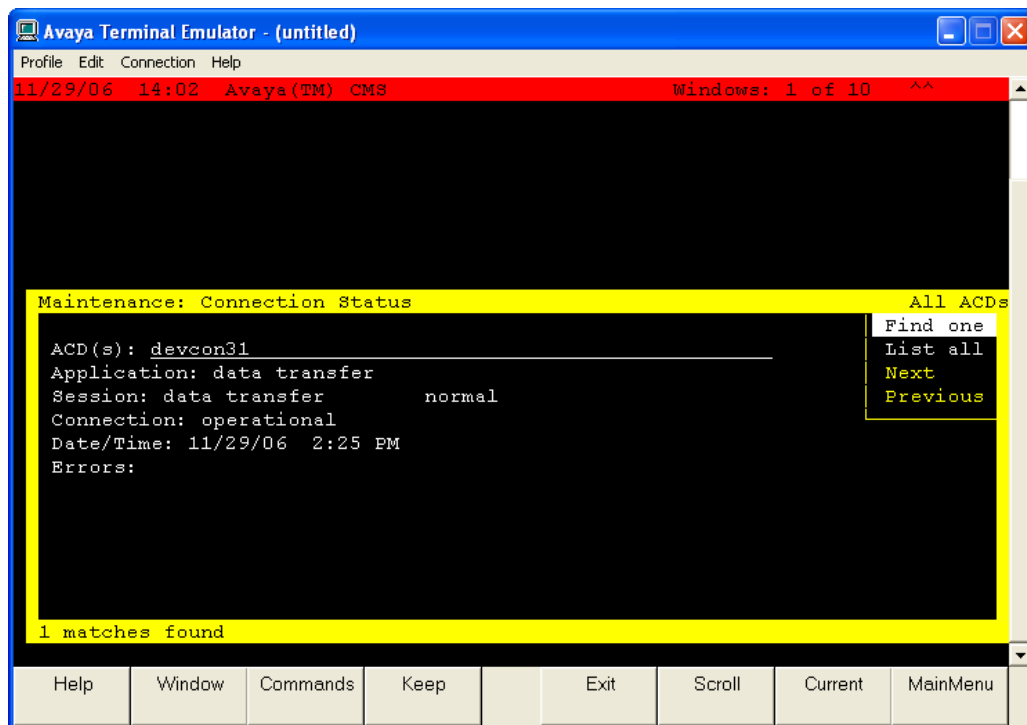 Avaya Terminal Emulator - (untitled)
Profile Edit Connection Help
11/29/06 14:02 Avaya(TM) CMS Windows: 1 of 10 ^^
Maintenance: Connection Status All ACDs
Find one
ACD(s): devcon31 List all
Application: data transfer Next
Session: data transfer normal Previous
Connection: operational
Date/Time: 11/29/06 2:25 PM
Errors:
1 matches found
Help Window Commands Keep Exit Scroll Current MainMenu